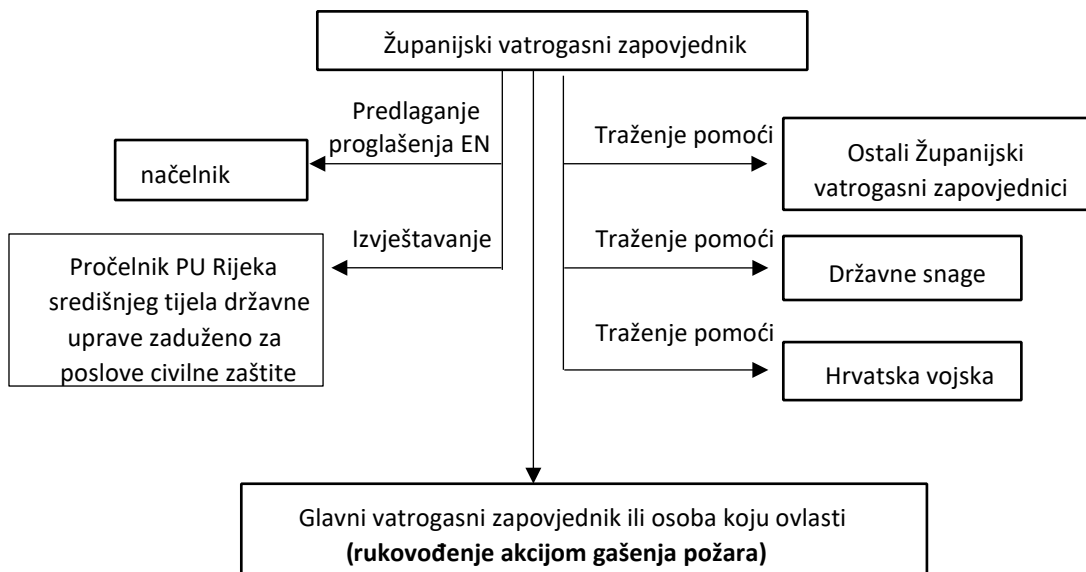 Županijski vatrogasni zapovjednik
Predlaganje
proglašenja EN
načelnik
Traženje pomoći
Ostali Županijski
vatrogasni zapovjednici
Izvještavanje
Pročelnik PU Rijeka
središnjeg tijela državne
uprave zaduženo za
poslove civilne zaštite
Traženje pomoći
Državne snage
Traženje pomoći
Hrvatska vojska
Glavni vatrogasni zapovjednik ili osoba koju ovlasti
(rukovođenje akcijom gašenja požara)